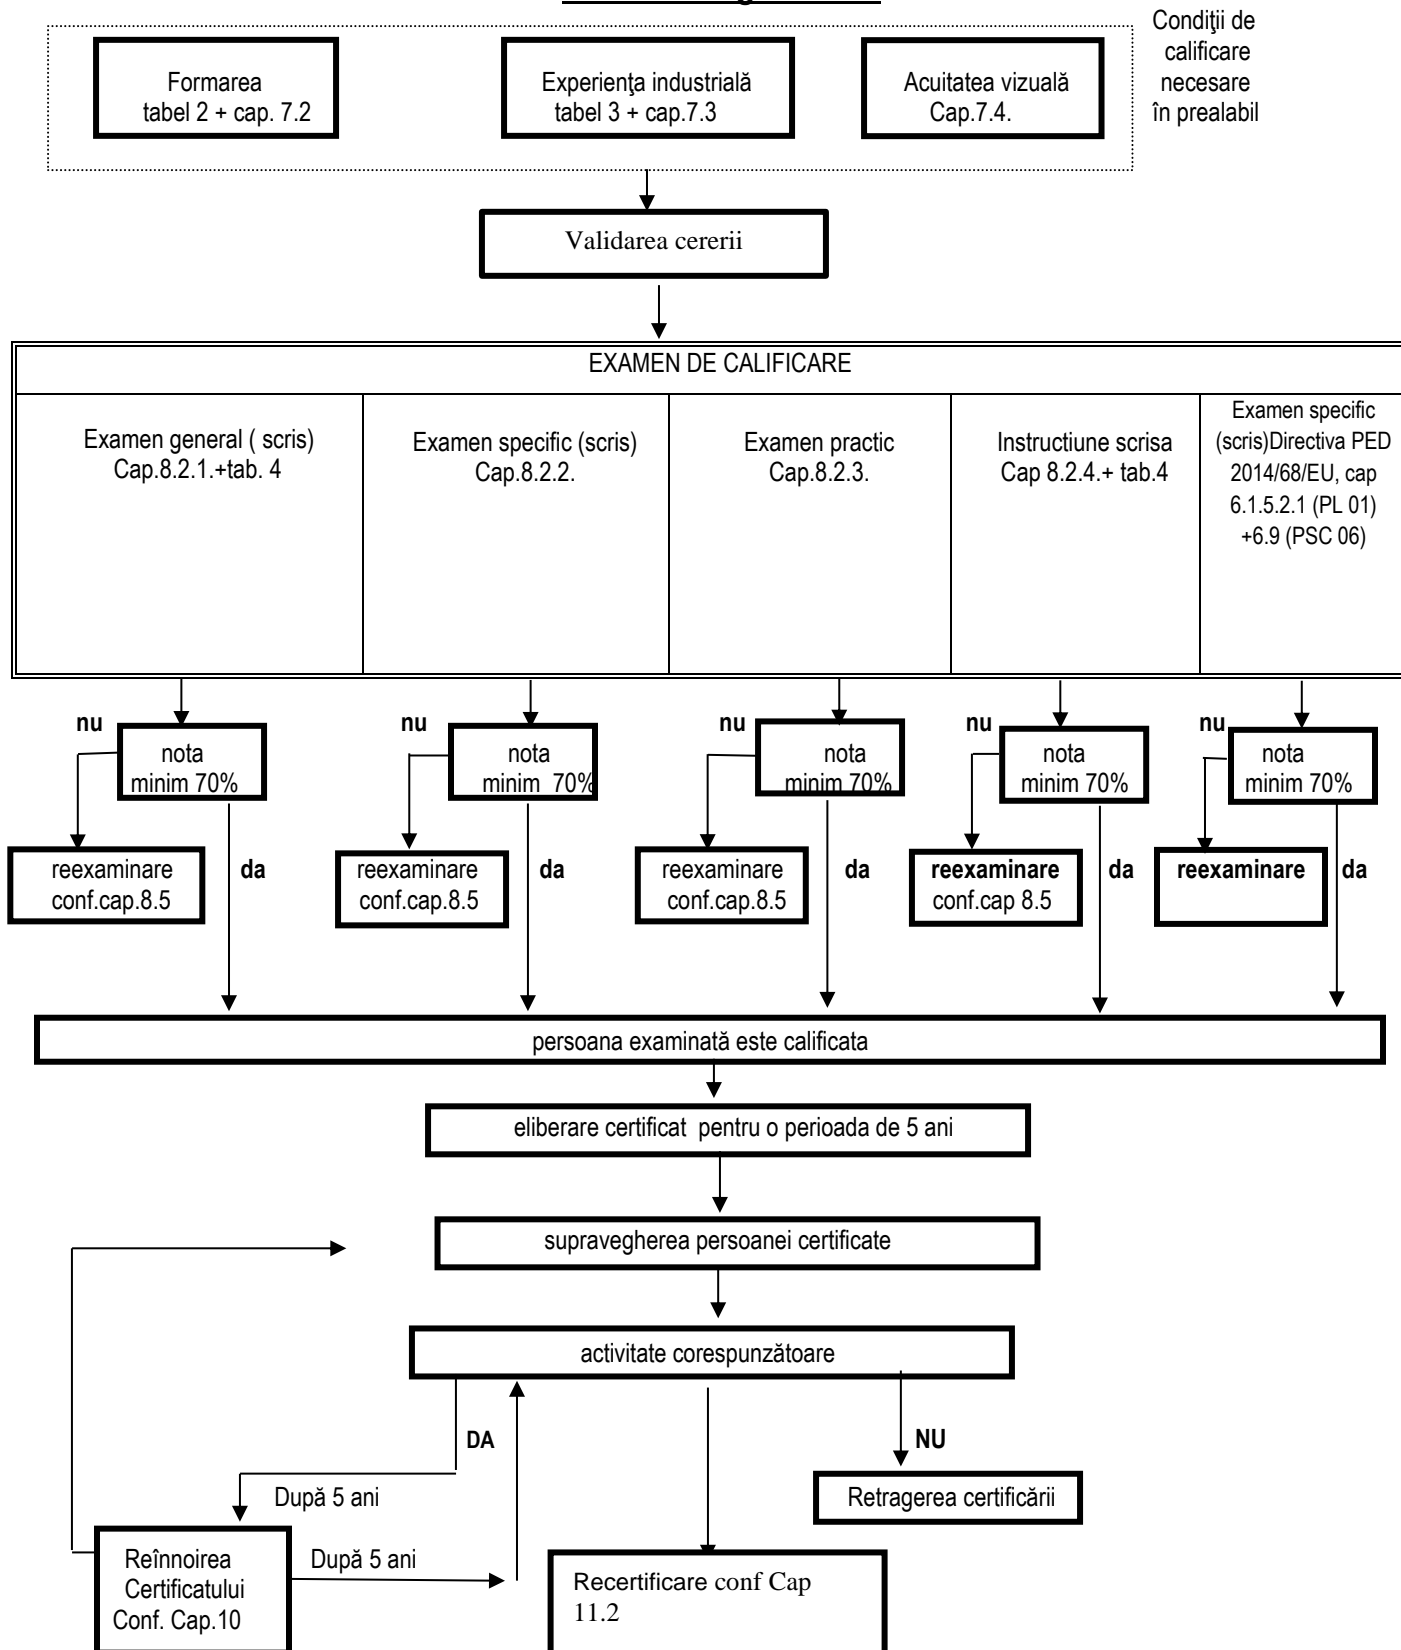 Condiţii de
calificare
necesare
în prealabil
Formarea
tabel 2 + cap. 7.2
Experienţa industrială
tabel 3 + cap.7.3
Acuitatea vizuală
Cap.7.4.
Validarea cererii
EXAMEN DE CALIFICARE
Examen general ( scris)
Cap.8.2.1.+tab. 4
Examen specific (scris)
Cap.8.2.2.
Examen practic
Cap.8.2.3.
Instructiune scrisa
Cap 8.2.4.+ tab.4
Examen specific
(scris)Directiva PED
2014/68/EU, cap
6.1.5.2.1 (PL 01)
+6.9 (PSC 06)
nu
nota
minim 70%
nu
nota
minim 70%
nu
nota
minim 70%
nu
nota
minim 70%
nu
nota
minim 70%
reexaminare
conf.cap.8.5
da
reexaminare
conf.cap.8.5
da
reexaminare
conf.cap.8.5
da
reexaminare
conf.cap 8.5
da
reexaminare
da
persoana examinată este calificata
eliberare certificat pentru o perioada de 5 ani
supravegherea persoanei certificate
activitate corespunzătoare
DA
NU
După 5 ani
Retragerea certificării
Reînnoirea
Certificatului
Conf. Cap.10
După 5 ani
Recertificare conf Cap
11.2